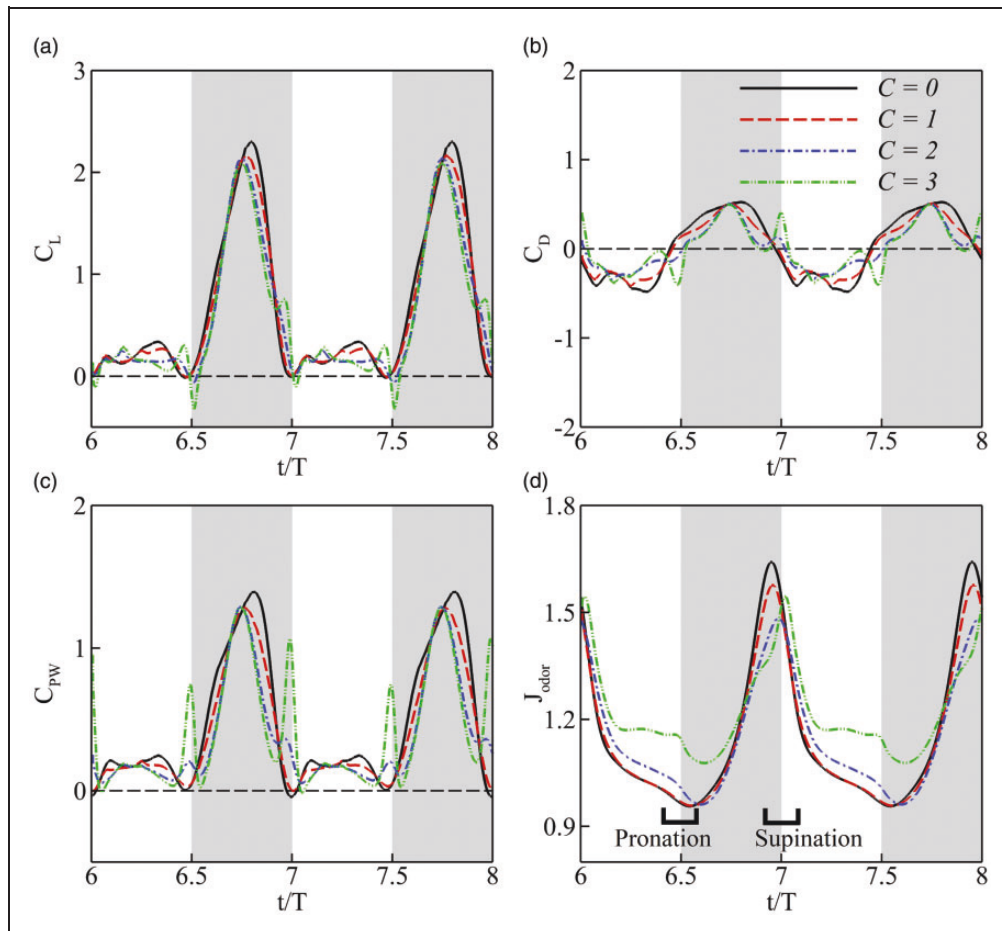 (a)
3
2
1
0
C_L
6 6.5 7 7.5 8
t/T
(b)
2
1
0
-1
-2
C_D
C = 0
C = 1
C = 2
C = 3
6 6.5 7 7.5 8
t/T
(c)
2
1
0
C_PW
6 6.5 7 7.5 8
t/T
(d)
1.8
1.5
1.2
0.9
J_odor
Pronation Supination
6 6.5 7 7.5 8
t/T